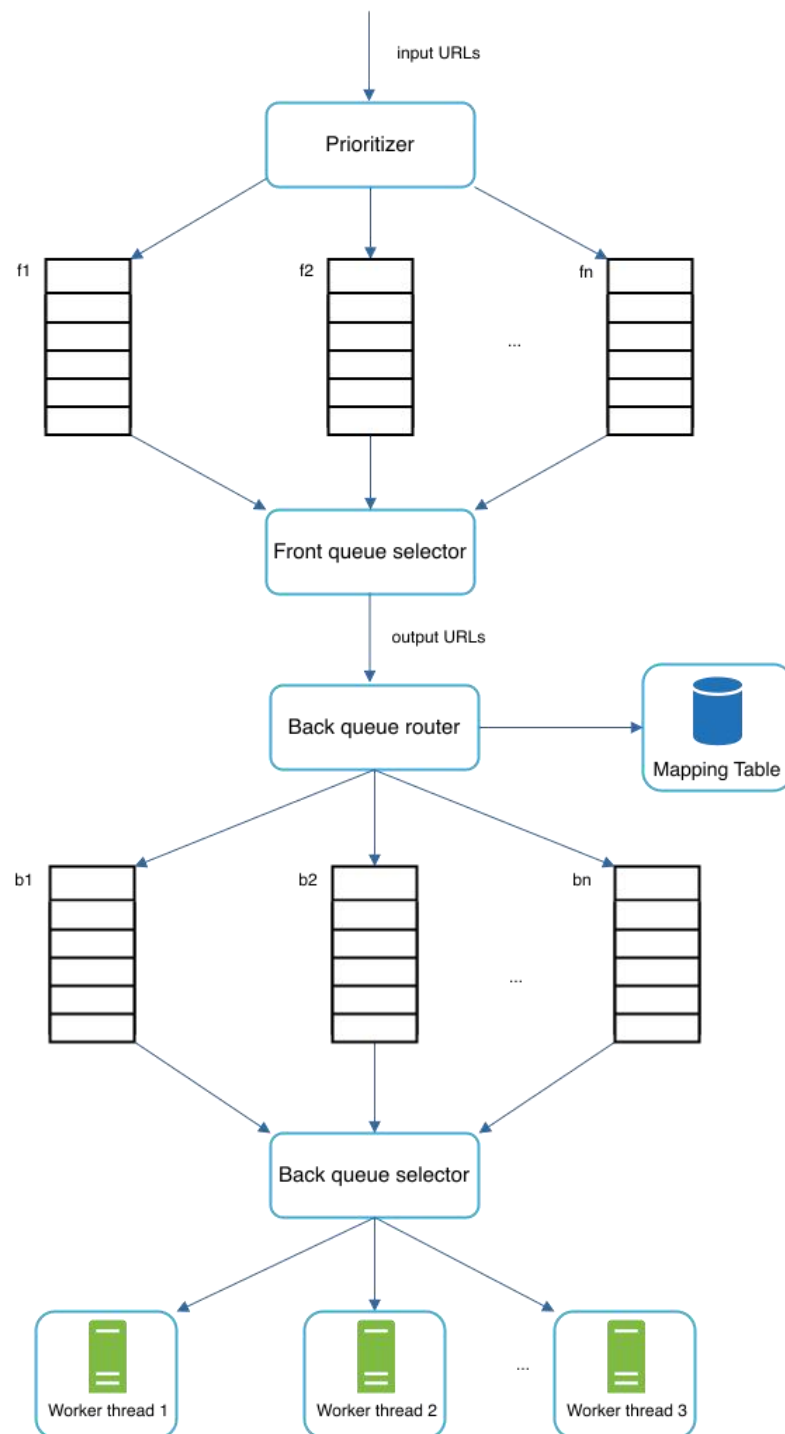 input URLs
Prioritizer
f1
f2
fn
...
Front queue selector
output URLs
Back queue router
Mapping Table
b1
b2
bn
...
Back queue selector
...
Worker thread 1
Worker thread 2
Worker thread 3